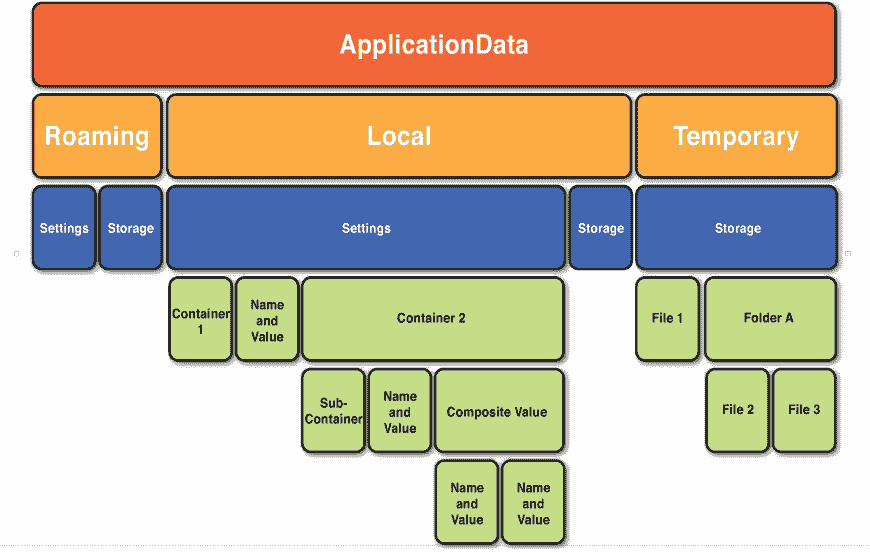 ApplicationData
Roaming
Local
Temporary
Settings
Storage
Settings
Storage
Storage
Container
1
Name
and
Value
Container 2
File 1
Folder A
Sub-
Container
Name
and
Value
Composite Value
File 2
File 3
Name
and
Value
Name
and
Value